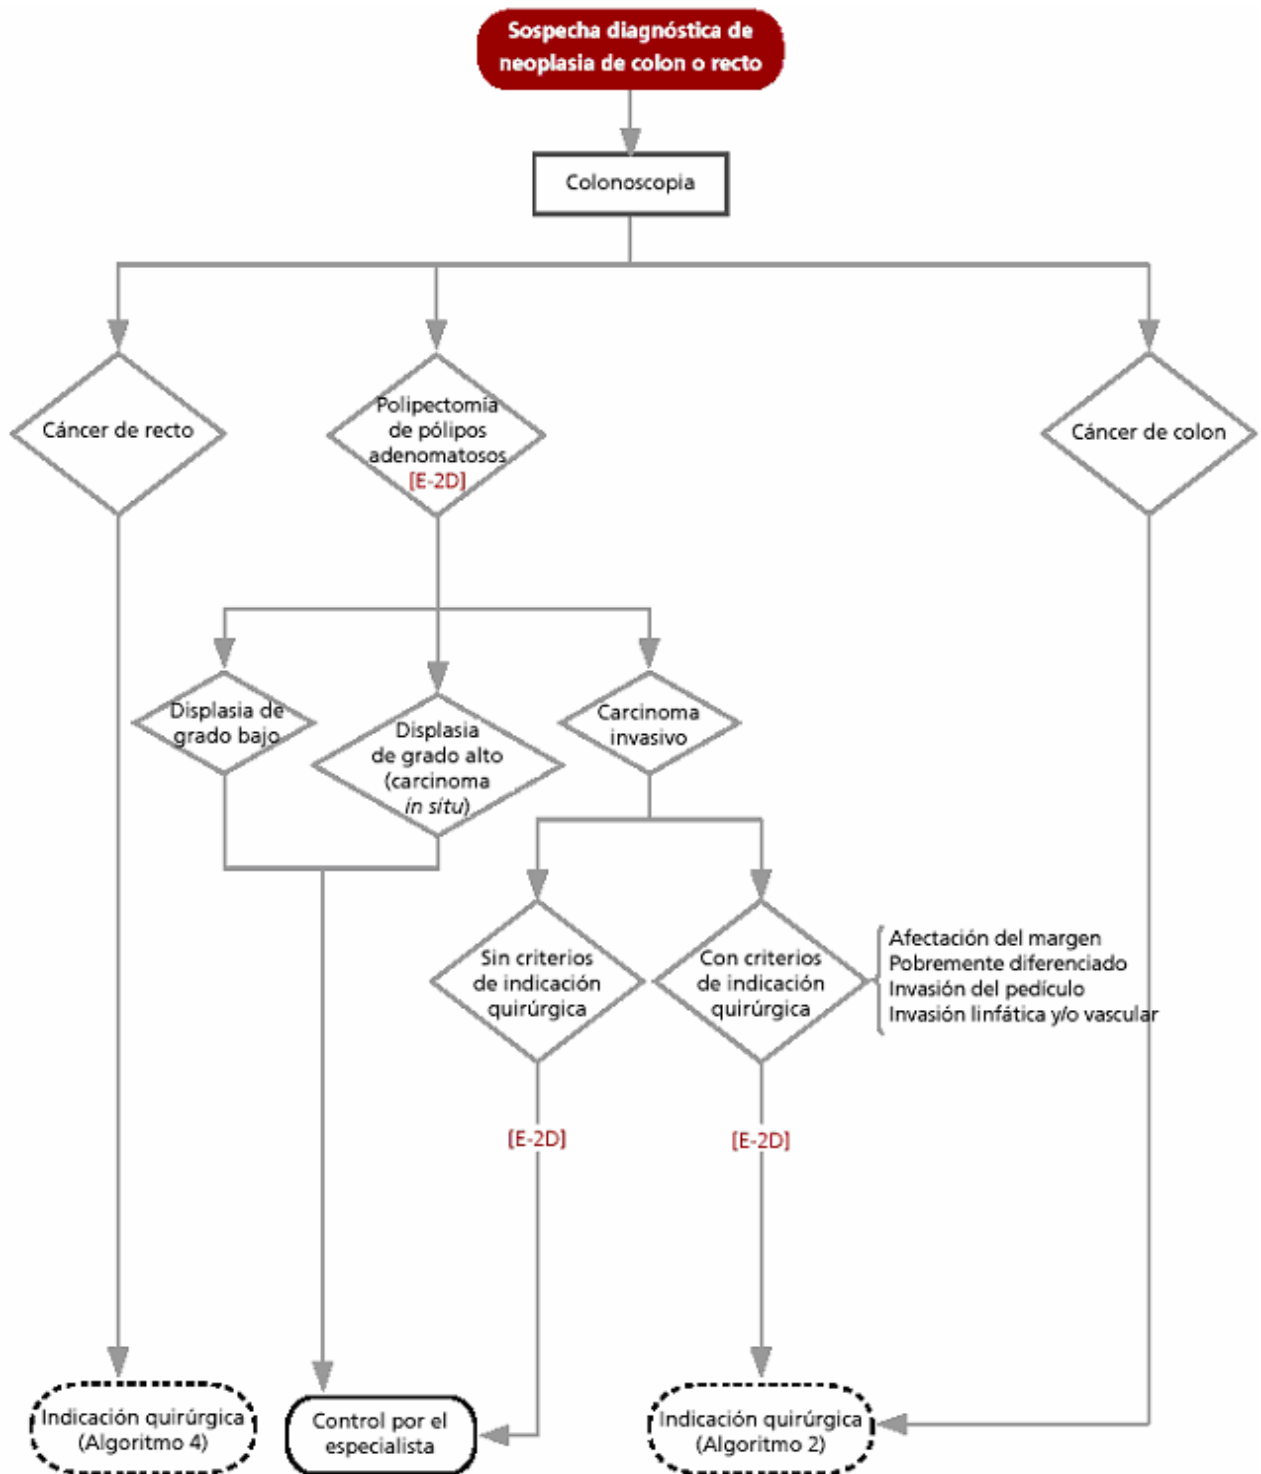 Sospecha diagnóstica de
neoplasia de colon o recto
Colonoscopia
Cáncer de recto
Polipectomía
de pólipos
adenomatosos
[E-2D]
Cáncer de colon
Displasia de
grado bajo
Displasia
de grado alto
(carcinoma
in situ)
Carcinoma
invasivo
Sin criterios
de indicación
quirúrgica
Con criterios
de indicación
quirúrgica
Afectación del margen
Pobremente diferenciado
Invasión del pedículo
Invasión linfática y/o vascular
[E-2D]
[E-2D]
Indicación quirúrgica
(Algoritmo 4)
Control por el
especialista
Indicación quirúrgica
(Algoritmo 2)